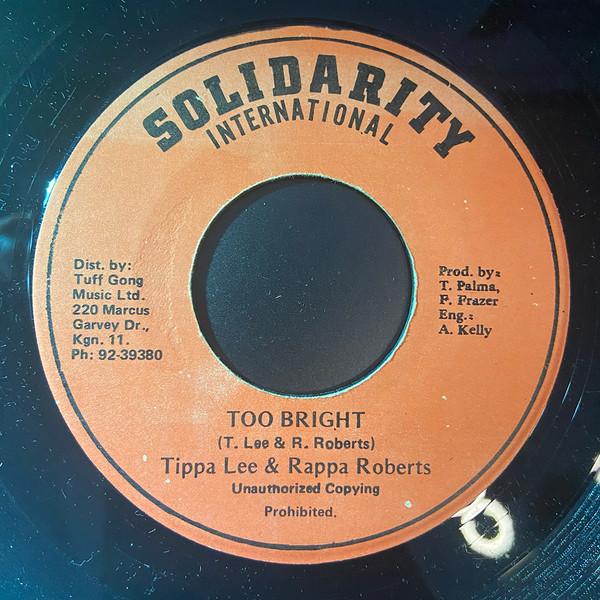 SOLIDARITY
INTERNATIONAL
Dist. by:
Tuff Gong
Music Ltd.
220 Marcus
Garvey Dr.,
Kgn. 11.
Ph: 92-39380
Prod. by:
T. Palma,
F. Frazer
Eng.:
A. Kelly
TOO BRIGHT
(T. Lee & R. Roberts)
Tippa Lee & Rappa Roberts
Unauthorized Copying
Prohibited.